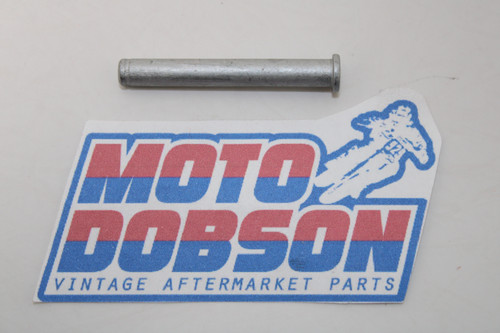 MOTO
DOBSON
VINTAGE AFTERMARKET PARTS